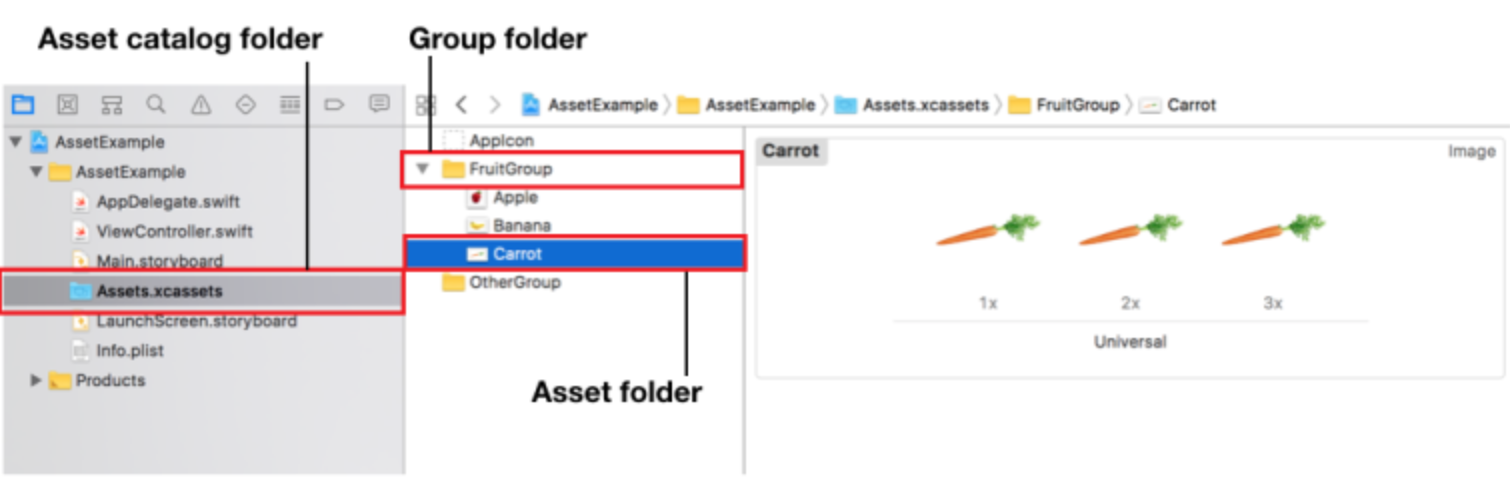 Asset catalog folder
Group folder
AssetExample
AssetExample
Assets.xcassets
FruitGroup
Carrot
AssetExample
AssetExample
AppDelegate.swift
ViewController.swift
Main.storyboard
Assets.xcassets
LaunchScreen.storyboard
Info.plist
Products
AppIcon
FruitGroup
Apple
Banana
Carrot
OtherGroup
Asset folder
Carrot
Image
1x
2x
3x
Universal